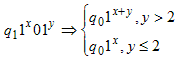 q₁1ˣ01ʸ ⇒ { q₀1ˣ⁺ʸ, y > 2
q₀1ˣ, y ≤ 2